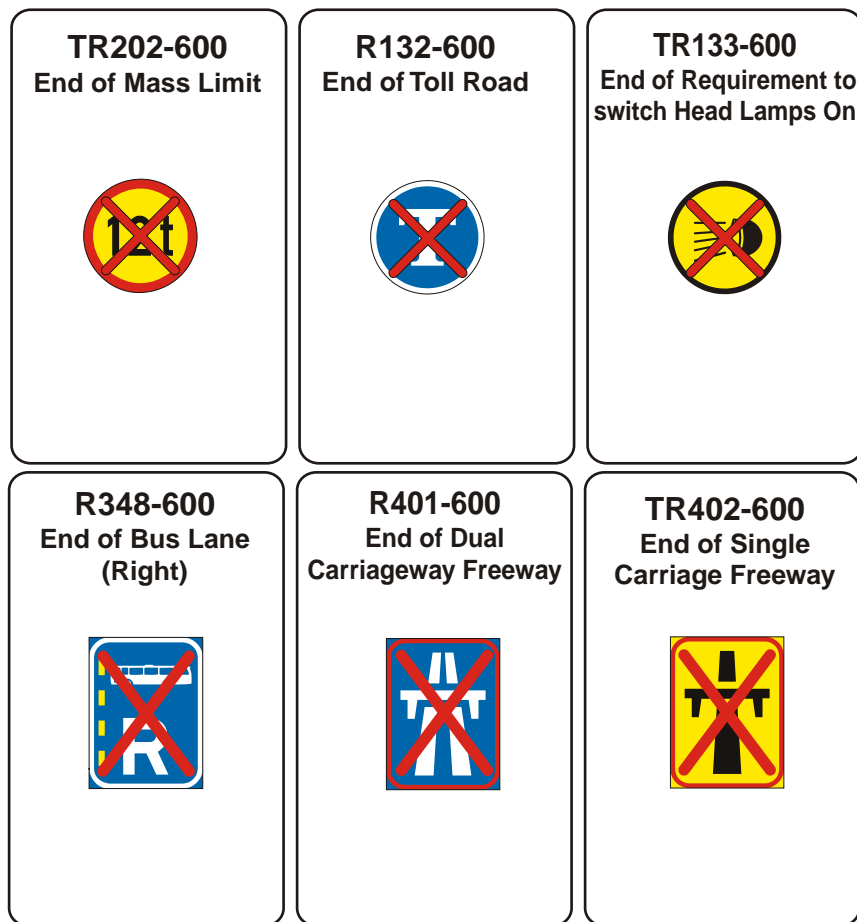 TR202-600
End of Mass Limit
12t
R132-600
End of Toll Road
T
TR133-600
End of Requirement to
switch Head Lamps On
R348-600
End of Bus Lane
(Right)
R
R401-600
End of Dual
Carriageway Freeway
TR402-600
End of Single
Carriage Freeway